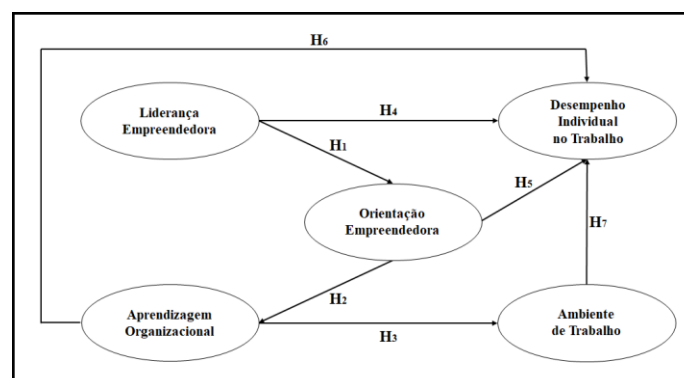 H6
Liderança
Empreendedora
H4
Desempenho
Individual
no Trabalho
H1
Orientação
Empreendedora
H5
H7
H2
Aprendizagem
Organizacional
H3
Ambiente
de Trabalho